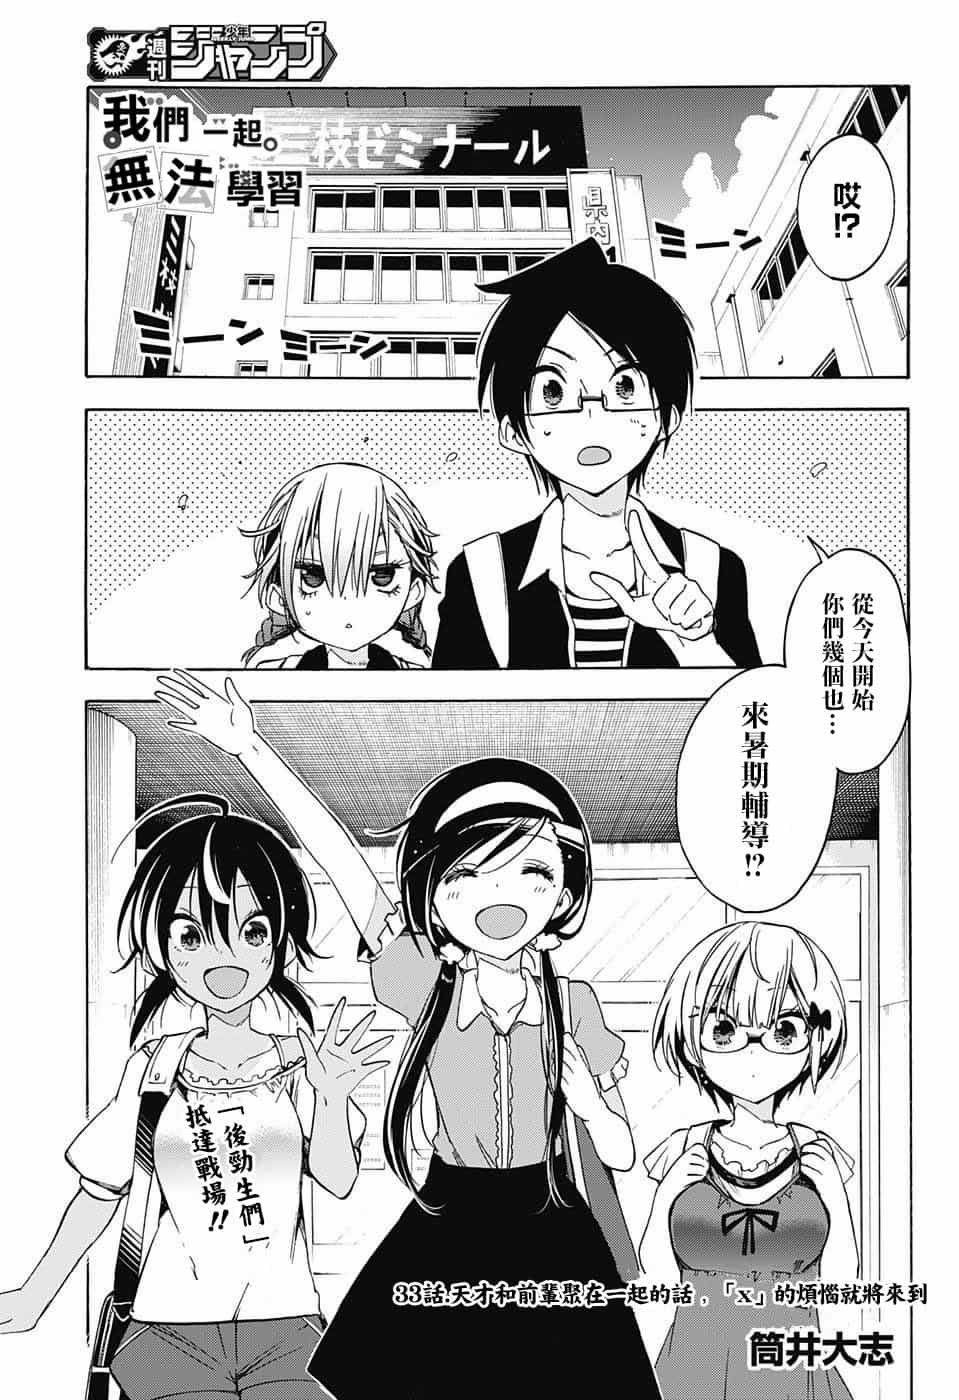 週刊
少年
ジャンプ
我們一起。
無法學習
三枝ゼミナール
県内
三枝
哎!?
ミーン
ミーン
ミーン
從今天開始
你們幾個也…
來暑期輔導!?
「後勁生們」
抵達戰場!!
33話.天才和前輩聚在一起的話,「x」的煩惱就將來到
筒井大志